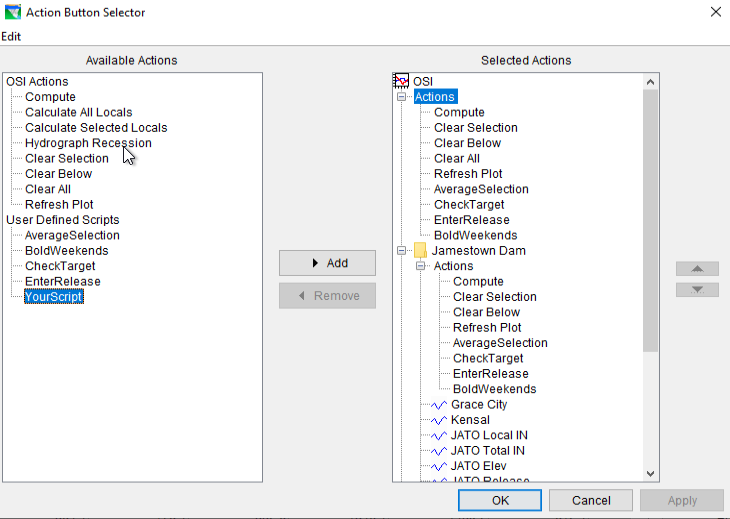 Action Button Selector
Edit
Available Actions
OSI Actions
Compute
Calculate All Locals
Calculate Selected Locals
Hydrograph Recession
Clear Selection
Clear Below
Clear All
Refresh Plot
User Defined Scripts
AverageSelection
BoldWeekends
CheckTarget
EnterRelease
YourScript
Add
Remove
Selected Actions
OSI
Actions
Compute
Clear Selection
Clear Below
Clear All
Refresh Plot
AverageSelection
CheckTarget
EnterRelease
BoldWeekends
Jamestown Dam
Actions
Compute
Clear Selection
Clear Below
Refresh Plot
AverageSelection
CheckTarget
EnterRelease
BoldWeekends
Grace City
Kensal
JATO Local IN
JATO Total IN
JATO Elev
JATO Release
OK
Cancel
Apply